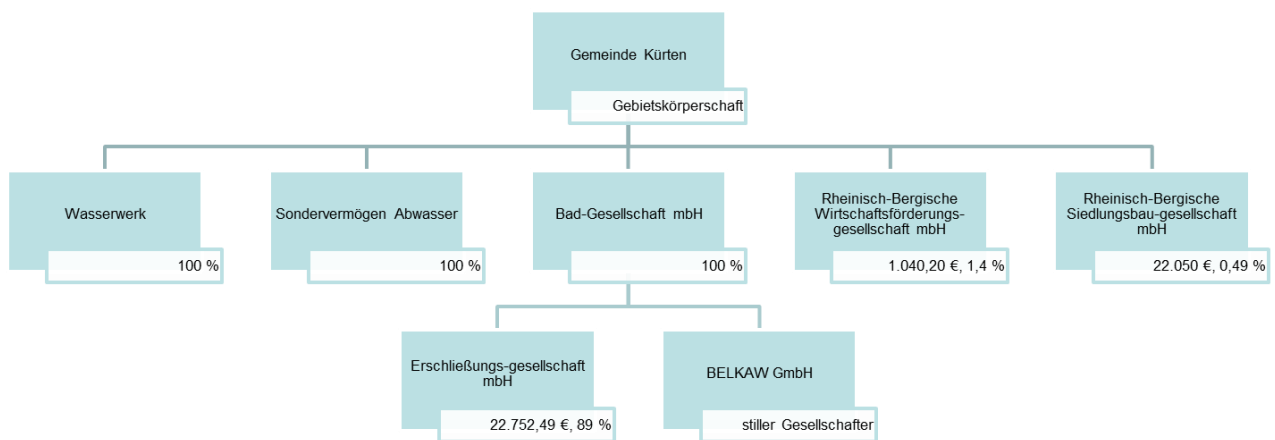 Gemeinde Kürten
Gebietskörperschaft
Wasserwerk
100 %
Sondervermögen Abwasser
100 %
Bad-Gesellschaft mbH
100 %
Rheinisch-Bergische
Wirtschaftsförderungs-
gesellschaft mbH
1.040,20 €, 1,4 %
Rheinisch-Bergische
Siedlungsbau-gesellschaft
mbH
22.050 €, 0,49 %
Erschließungs-gesellschaft
mbH
22.752,49 €, 89 %
BELKAW GmbH
stiller Gesellschafter